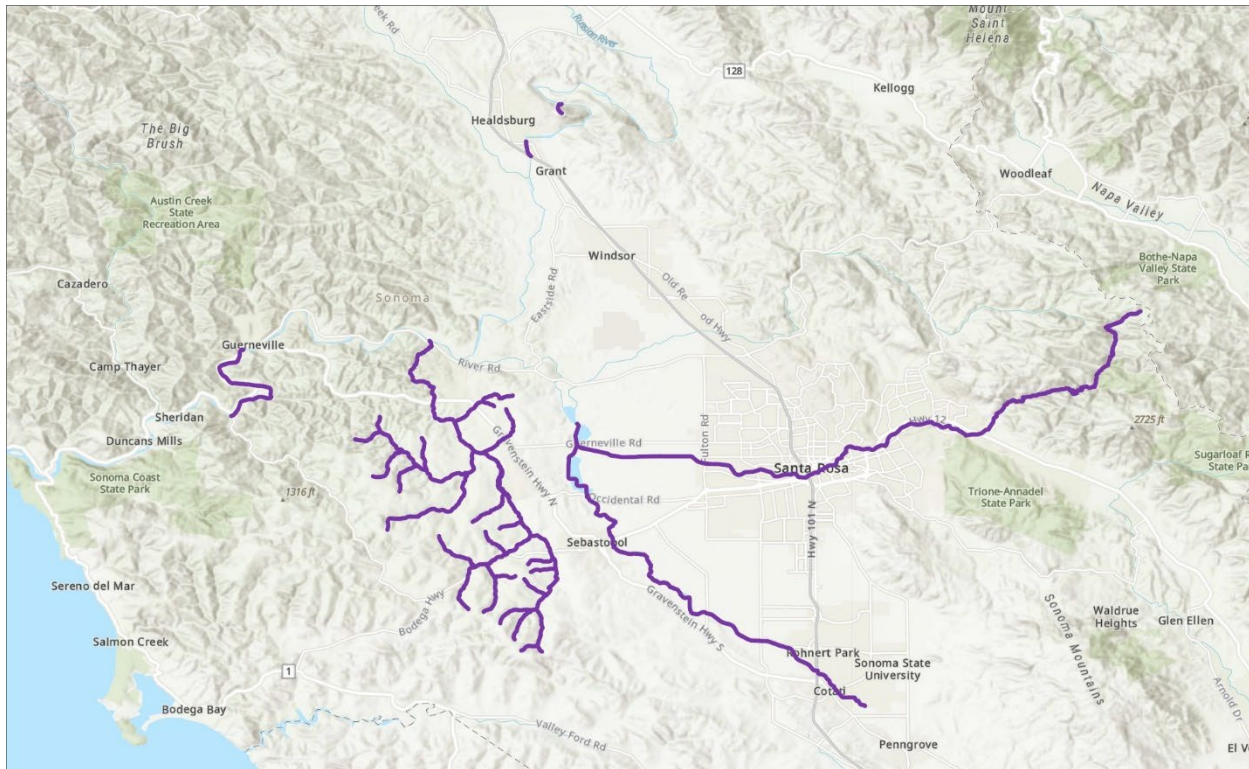 Mount
Saint
Helena
eek Rd
Russian River
128
Kellogg
Healdsburg
The Big
Brush
Grant
Woodleaf
Napa Valley
Austin Creek
State
Recreation Area
Windsor
Bothe-Napa
Valley State
Park
Cazadero
Sonoma
Eastside Rd
Old Re
od Hwy
Guerneville
River Rd
Camp Thayer
Sheridan
Duncans Mills
Gravenstein Hwy N
Guerneville Rd
Fulton Rd
Hwy 12
2725 ft
Sugarloaf R
State Pa
Santa Rosa
Sonoma Coast
State Park
1316 ft
Occidental Rd
Trione-Annadel
State Park
Hwy 101 N
Sebastopol
Sereno del Mar
Bodega Hwy
Gravenstein Hwy S
Sonoma Mountains
Waldrue
Heights
Glen Ellen
Salmon Creek
Rohnert Park
Sonoma State
University
1
Cotati
Arnold Dr
Bodega Bay
Valley Ford Rd
Penngrove
El V